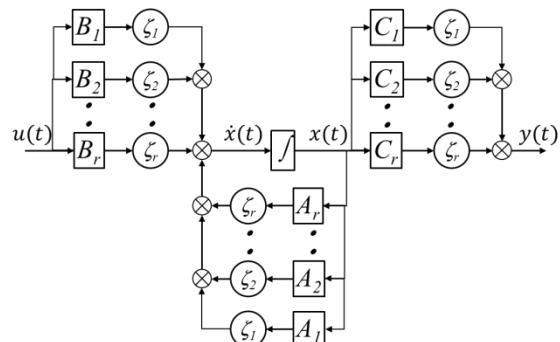 B₁ ζ₁ C₁ ζ₁
B₂ ζ₂ C₂ ζ₂
u(t) ẋ(t) x(t) y(t)
Bᵣ ζᵣ ∫ Cᵣ ζᵣ
ζᵣ Aᵣ
ζ₂ A₂
ζ₁ A₁